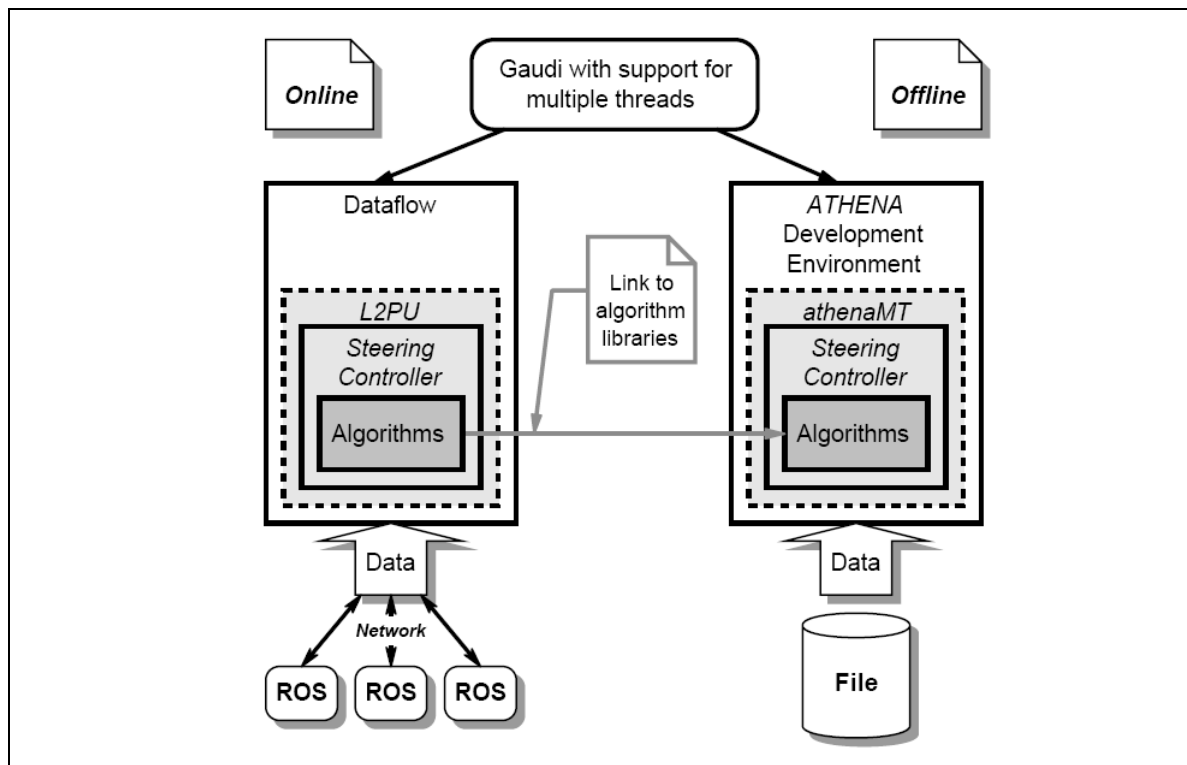 Online
Gaudi with support for
multiple threads
Offline
Dataflow
L2PU
Steering
Controller
Algorithms
Link to
algorithm
libraries
ATHENA
Development
Environment
athenaMT
Steering
Controller
Algorithms
Data
Network
ROS
ROS
ROS
Data
File